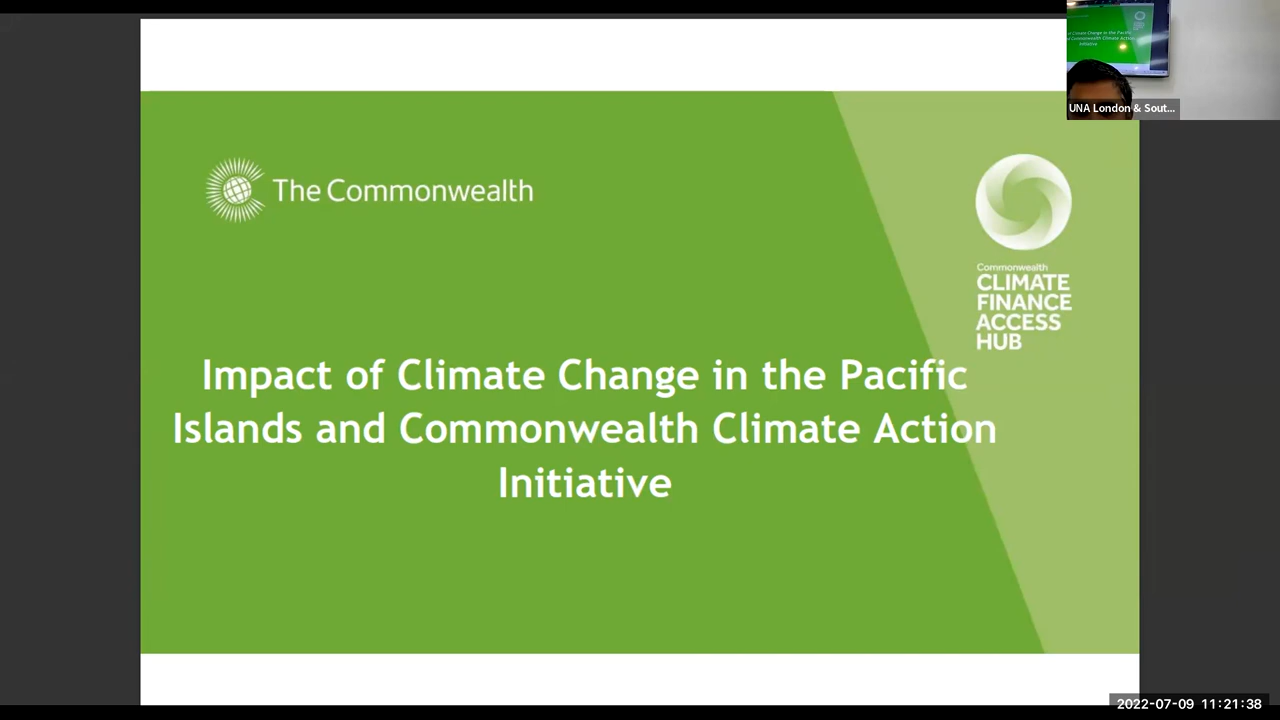 UNA London & Sout...
The Commonwealth
Commonwealth
CLIMATE
FINANCE
ACCESS
HUB
Impact of Climate Change in the Pacific
Islands and Commonwealth Climate Action
Initiative
2022-07-09 11:21:38